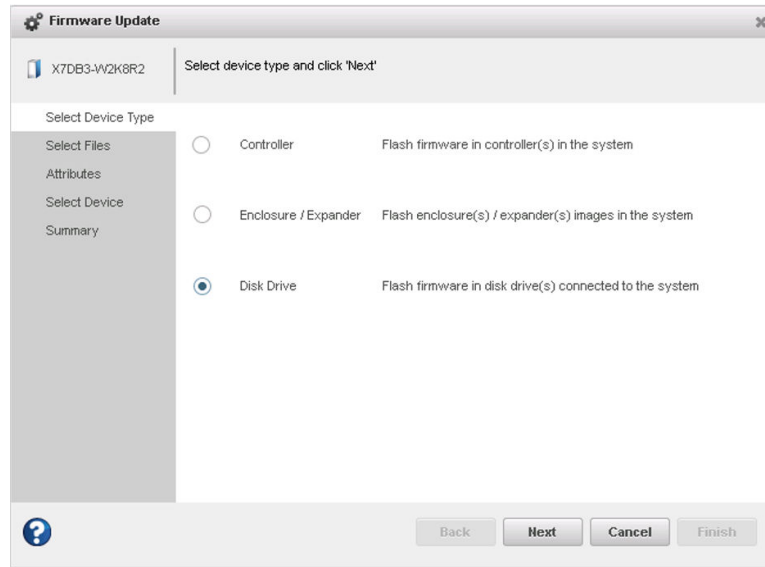 Firmware Update
X7DB3-W2K8R2
Select device type and click 'Next'
Select Device Type
Select Files
Attributes
Select Device
Summary
Controller Flash firmware in controller(s) in the system
Enclosure / Expander Flash enclosure(s) / expander(s) images in the system
Disk Drive Flash firmware in disk drive(s) connected to the system
Back Next Cancel Finish